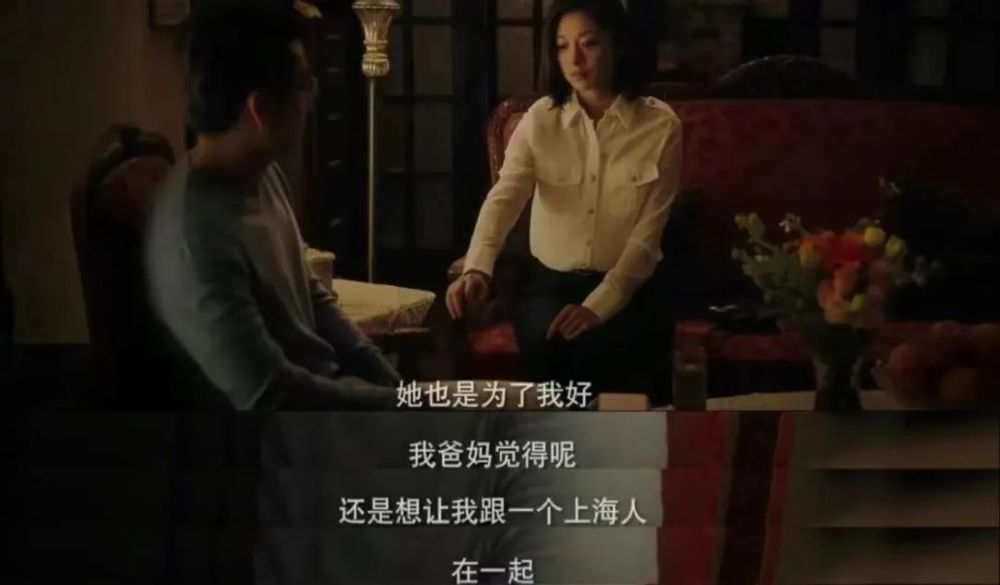 她也是为了我好
我爸妈觉得呢
还是想让我跟一个上海人
在一起